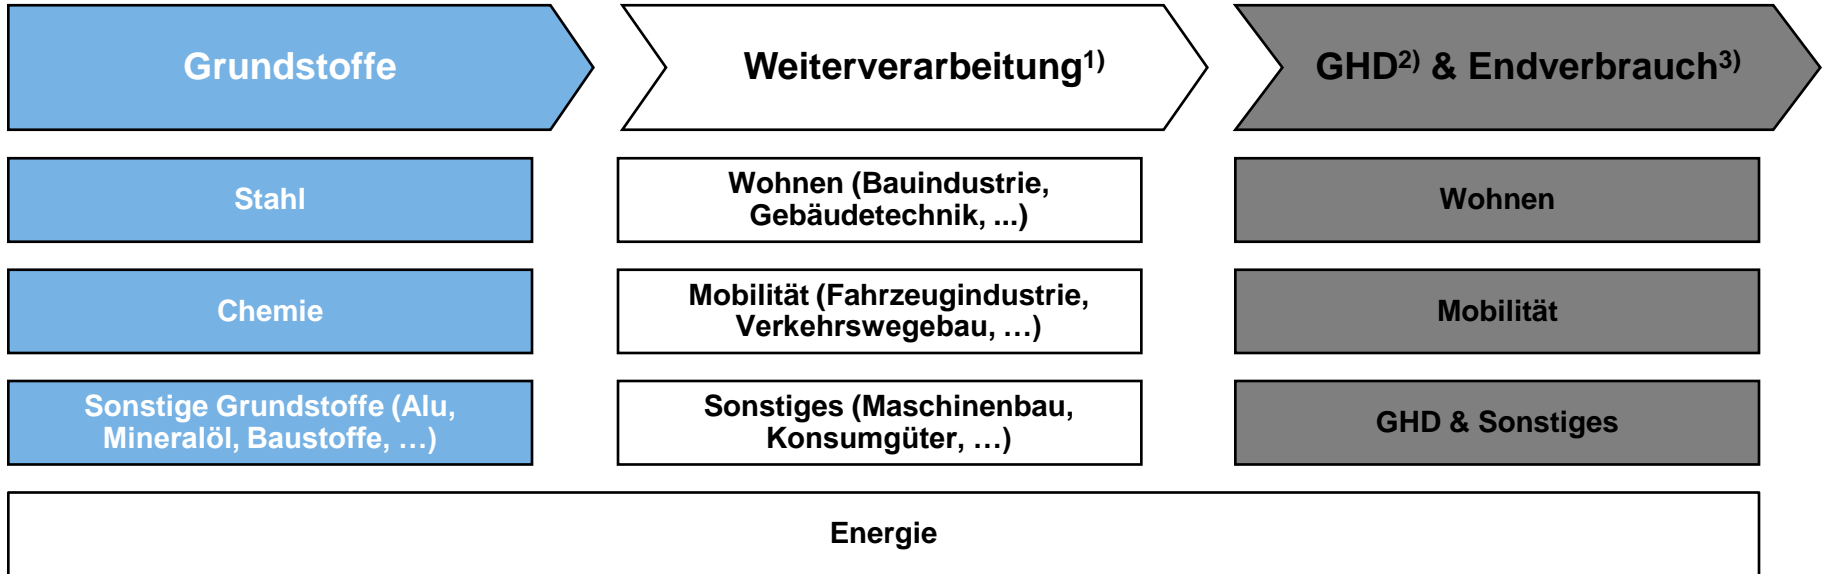 Grundstoffe
Weiterverarbeitung1)
GHD2) & Endverbrauch3)
Stahl
Wohnen (Bauindustrie,
Gebäudetechnik, ...)
Wohnen
Chemie
Mobilität (Fahrzeugindustrie,
Verkehrswegebau, …)
Mobilität
Sonstige Grundstoffe (Alu,
Mineralöl, Baustoffe, …)
Sonstiges (Maschinenbau,
Konsumgüter, …)
GHD & Sonstiges
Energie